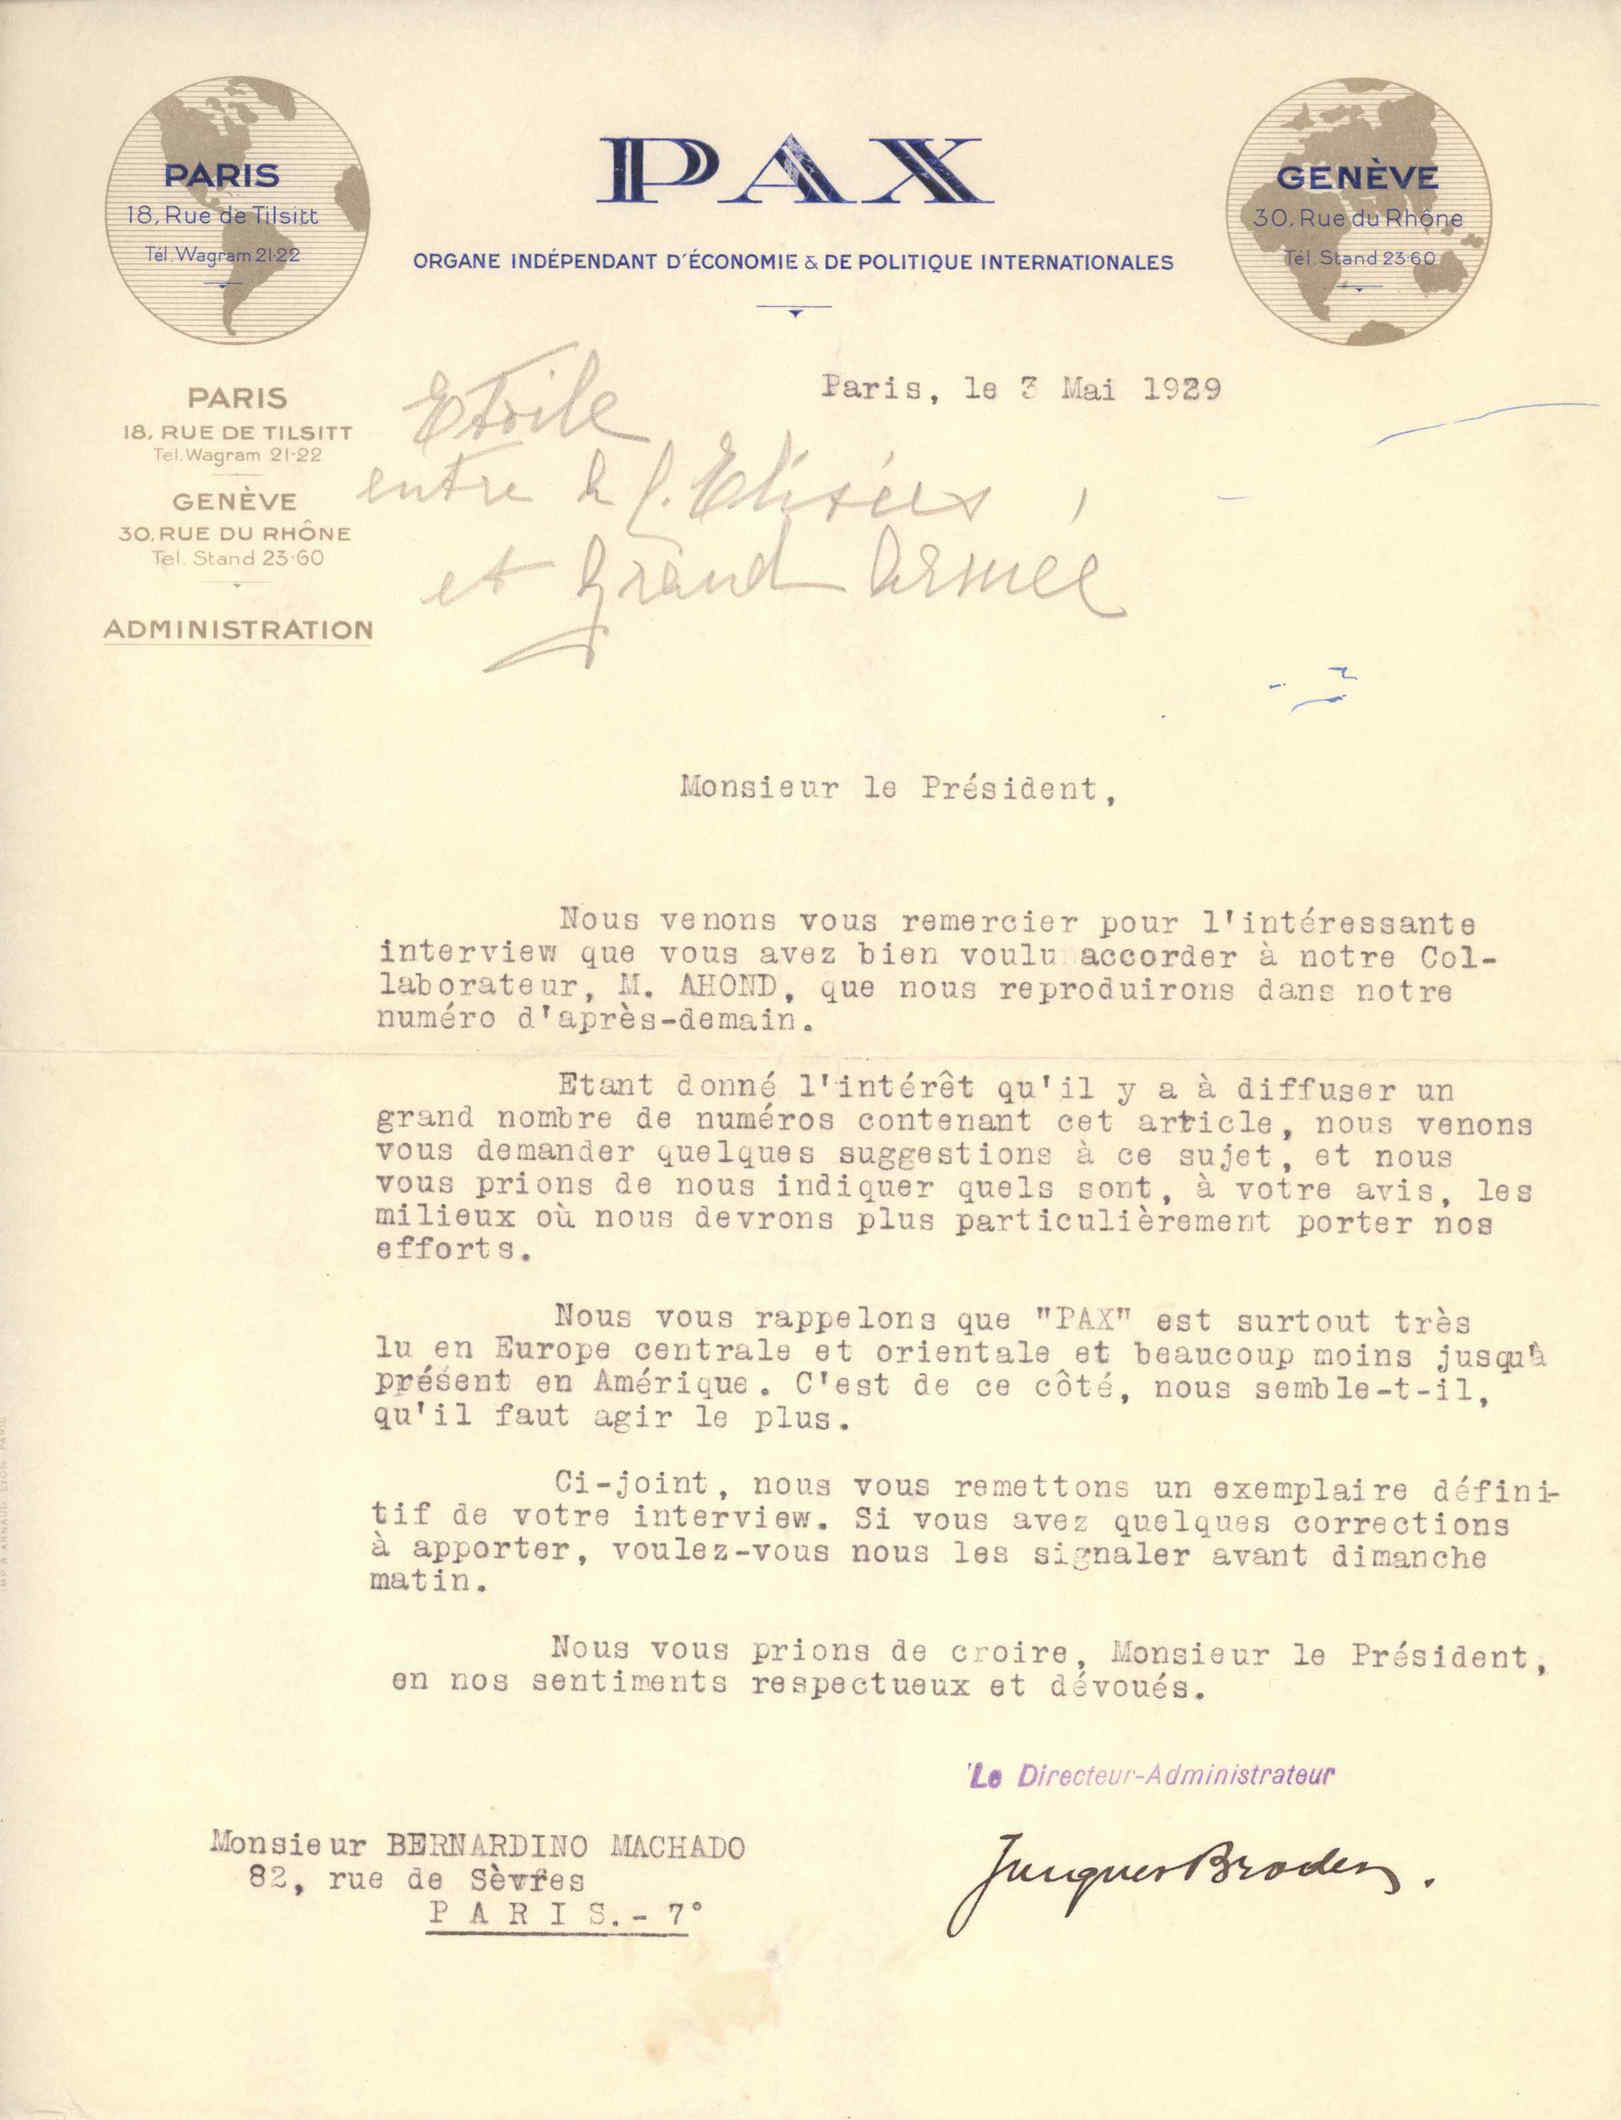 PARIS
18, Rue de Tilsitt
Tél. Wagram 21-22
PAX
ORGANE INDÉPENDANT D'ÉCONOMIE & DE POLITIQUE INTERNATIONALES
GENÈVE
30, Rue du Rhône
Tél. Stand 23-60
PARIS
18, RUE DE TILSITT
Tel. Wagram 21-22
GENÈVE
30, RUE DU RHÔNE
Tel. Stand 23-60
ADMINISTRATION
Paris, le 3 Mai 1929
Etoile
entre
et Grand Armée
Monsieur le Président,
Nous venons vous remercier pour l'intéressante
interview que vous avez bien voulu accorder à notre Col-
laborateur, M. AHOND, que nous reproduirons dans notre
numéro d'après-demain.
Etant donné l'intérêt qu'il y a à diffuser un
grand nombre de numéros contenant cet article, nous venons
vous demander quelques suggestions à ce sujet, et nous
vous prions de nous indiquer quels sont, à votre avis, les
milieux où nous devrons plus particulièrement porter nos
efforts.
Nous vous rappelons que "PAX" est surtout très
lu en Europe centrale et orientale et beaucoup moins jusqu'à
présent en Amérique. C'est de ce côté, nous semble-t-il,
qu'il faut agir le plus.
Ci-joint, nous vous remettons un exemplaire défini-
tif de votre interview. Si vous avez quelques corrections
à apporter, voulez-vous nous les signaler avant dimanche
matin.
Nous vous prions de croire, Monsieur le Président,
en nos sentiments respectueux et dévoués.
Le Directeur-Administrateur
Monsieur BERNARDINO MACHADO
82, rue de Sèvres
PARIS.- 7°